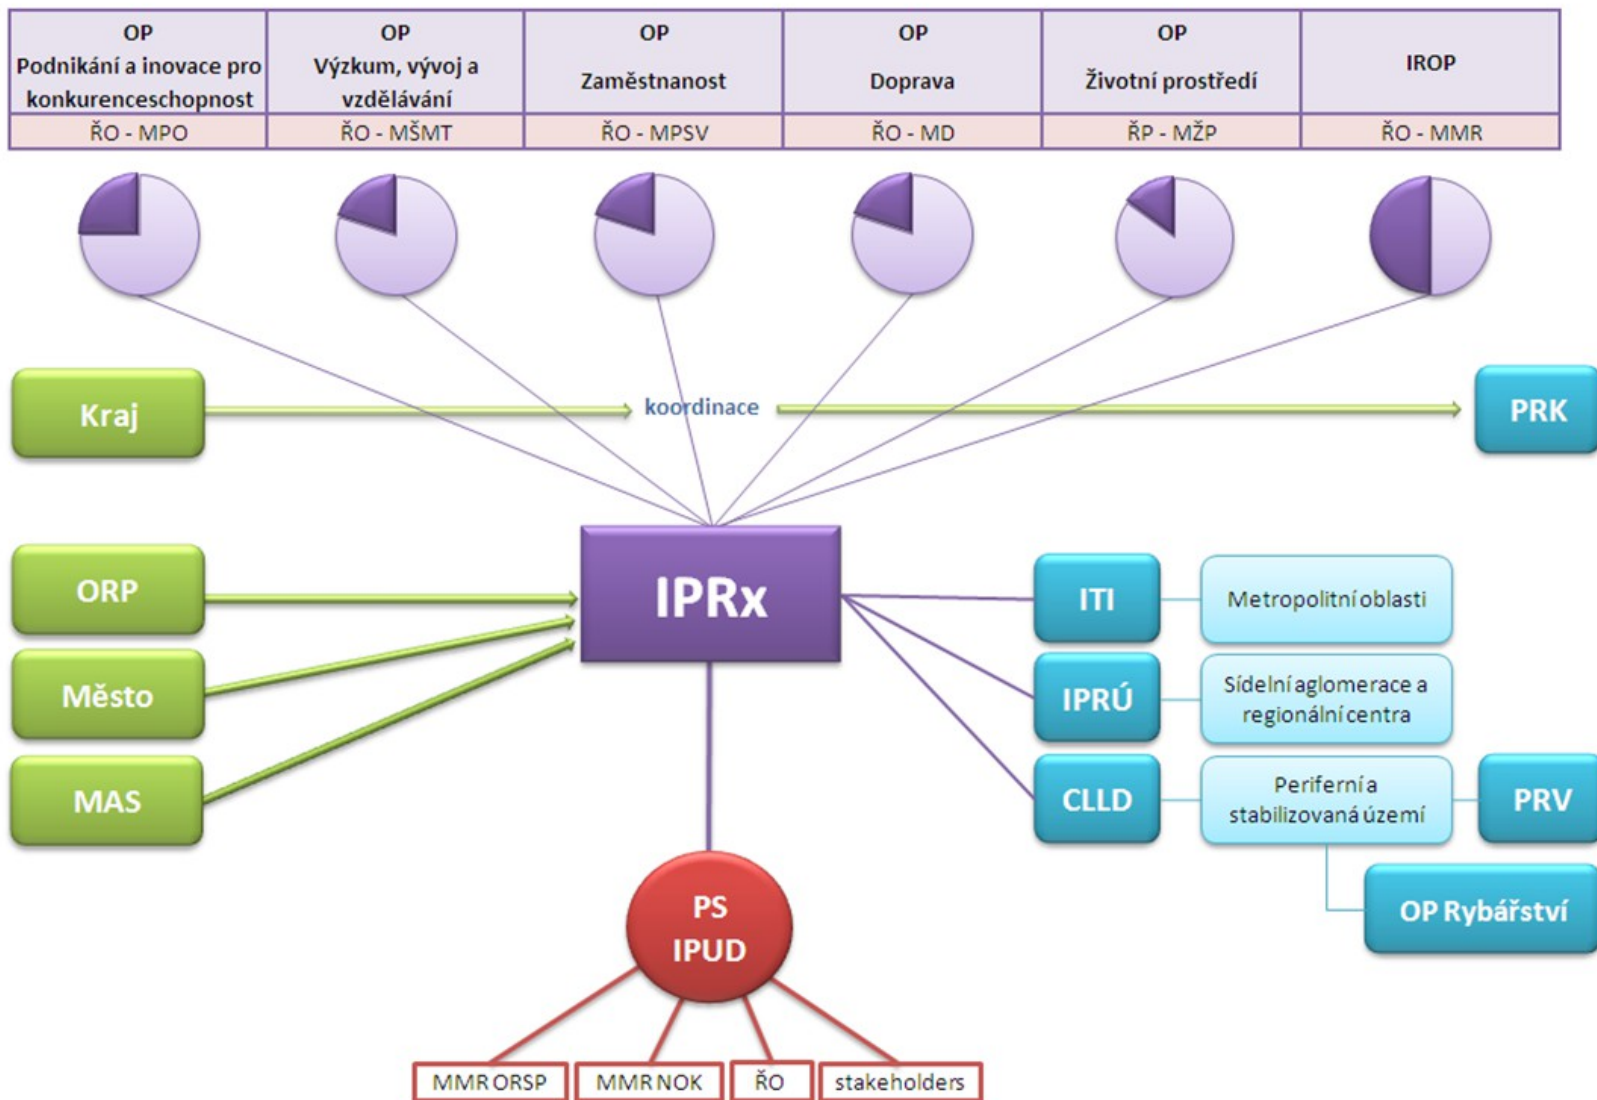 OP
Podnikání a inovace pro
konkurenceschopnost
OP
Výzkum, vývoj a
vzdělávání
OP
Zaměstnanost
OP
Doprava
OP
Životní prostředí
IROP
ŘO - MPO
ŘO - MŠMT
ŘO - MPSV
ŘO - MD
ŘP - MŽP
ŘO - MMR
Kraj
koordinace
PRK
ORP
Město
MAS
IPRx
ITI
Metropolitní oblasti
IPRÚ
Sídelní aglomerace a
regionální centra
CLLD
Periferní a
stabilizovaná území
PRV
OP Rybářství
PS
IPUD
MMR ORSP
MMR NOK
ŘO
stakeholders